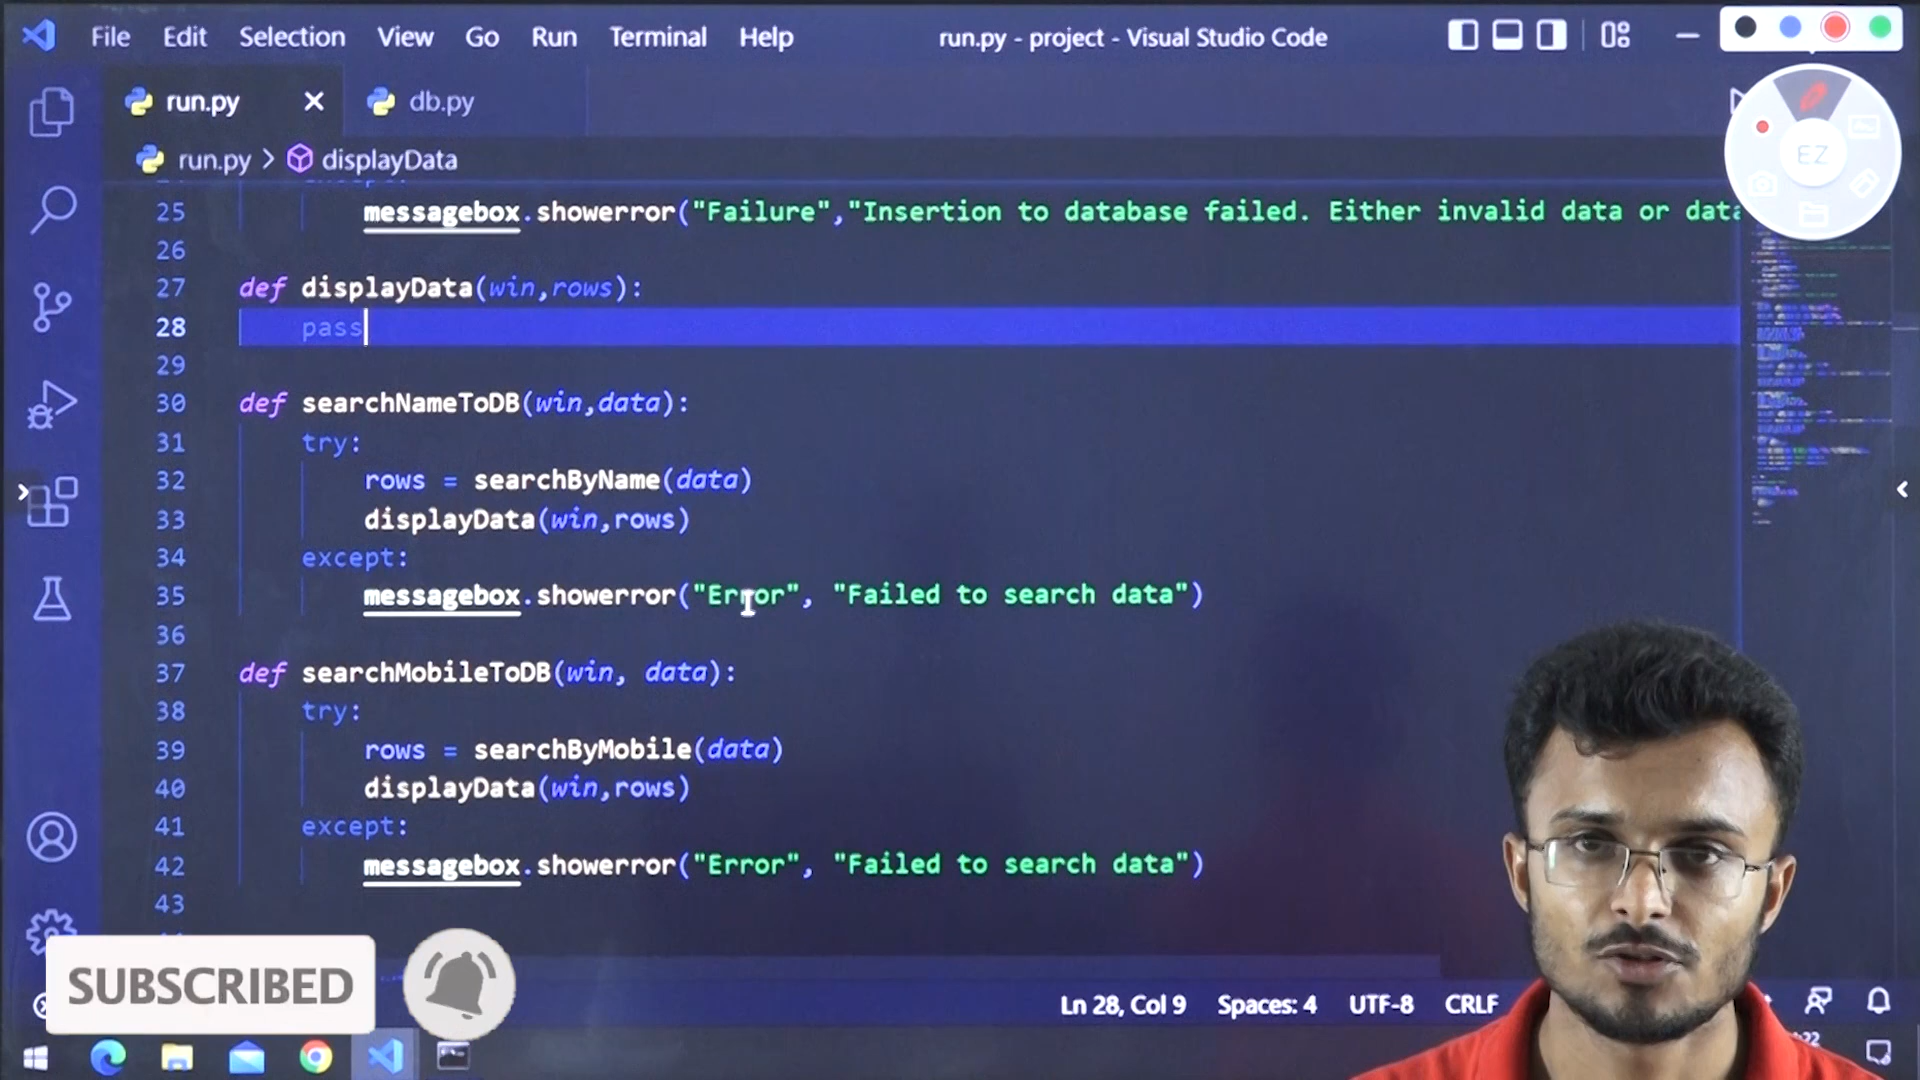 File Edit Selection View Go Run Terminal Help run.py - project - Visual Studio Code
run.py db.py
EZ
run.py > displayData
25 messagebox.showerror("Failure","Insertion to database failed. Either invalid data or data
26
27 def displayData(win,rows):
28 pass
29
30 def searchNameToDB(win,data):
31 try:
32 rows = searchByName(data)
33 displayData(win,rows)
34 except:
35 messagebox.showerror("Error", "Failed to search data")
36
37 def searchMobileToDB(win, data):
38 try:
39 rows = searchByMobile(data)
40 displayData(win,rows)
41 except:
42 messagebox.showerror("Error", "Failed to search data")
43
SUBSCRIBED
Ln 28, Col 9 Spaces: 4 UTF-8 CRLF